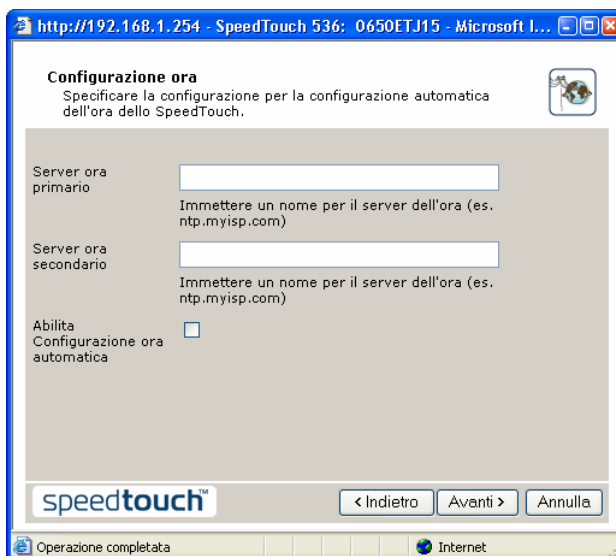 http://192.168.1.254 - SpeedTouch 536: 0650ETJ15 - Microsoft I...
Configurazione ora
Specificare la configurazione per la configurazione automatica
dell'ora dello SpeedTouch.
Server ora
primario
Immettere un nome per il server dell'ora (es.
ntp.myisp.com)
Server ora
secondario
Immettere un nome per il server dell'ora (es.
ntp.myisp.com)
Abilita
Configurazione ora
automatica
speedtouch™
< Indietro
Avanti >
Annulla
Operazione completata
Internet